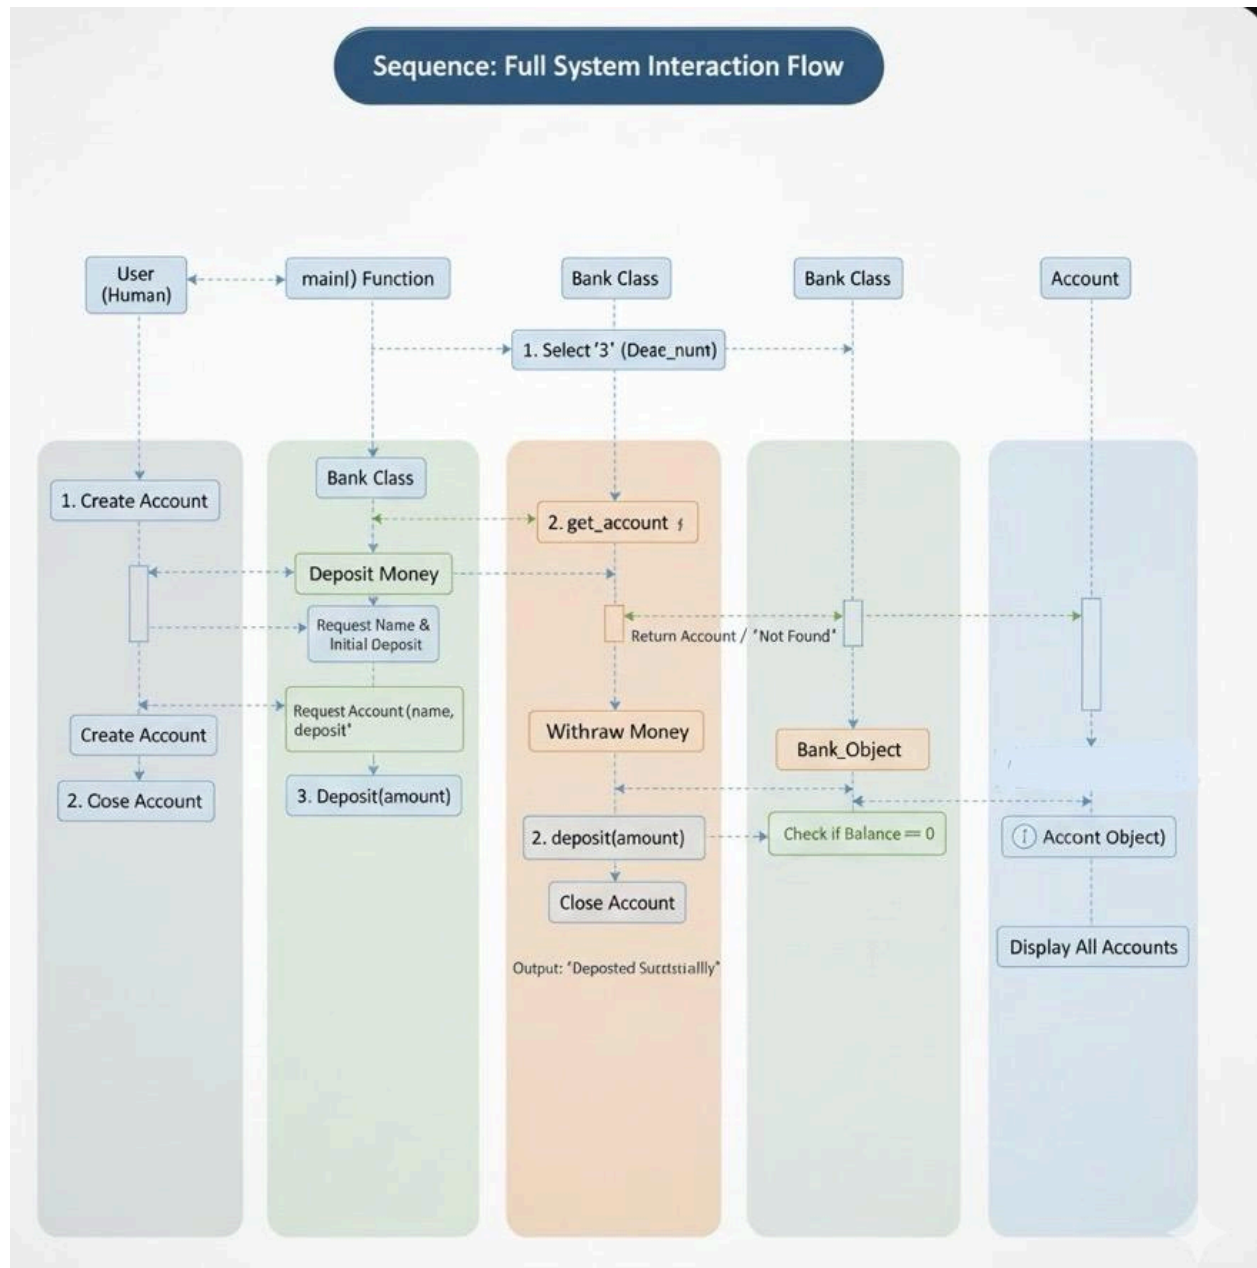 Sequence: Full System Interaction Flow
User
(Human)
main() Function
Bank Class
Bank Class
Account
1. Select '3' (Deac_nunt)
Bank Class
1. Create Account
2. get_account
Deposit Money
Request Name &
Initial Deposit
Return Account / "Not Found"
Request Account (name,
deposit"
Create Account
Withraw Money
Bank_Object
2. Close Account
3. Deposit(amount)
2. deposit(amount)
Check if Balance == 0
Accont Object)
Close Account
Display All Accounts
Output: "Deposted